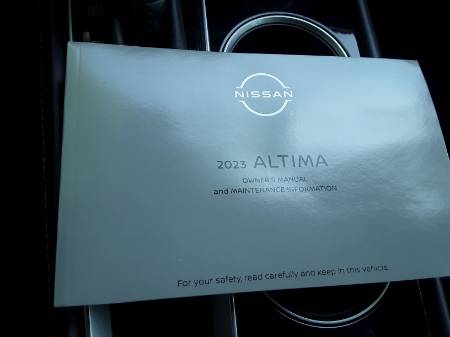 NISSAN
2023 ALTIMA
OWNER'S MANUAL
and MAINTENANCE INFORMATION
For your safety, read carefully and keep in this vehicle.